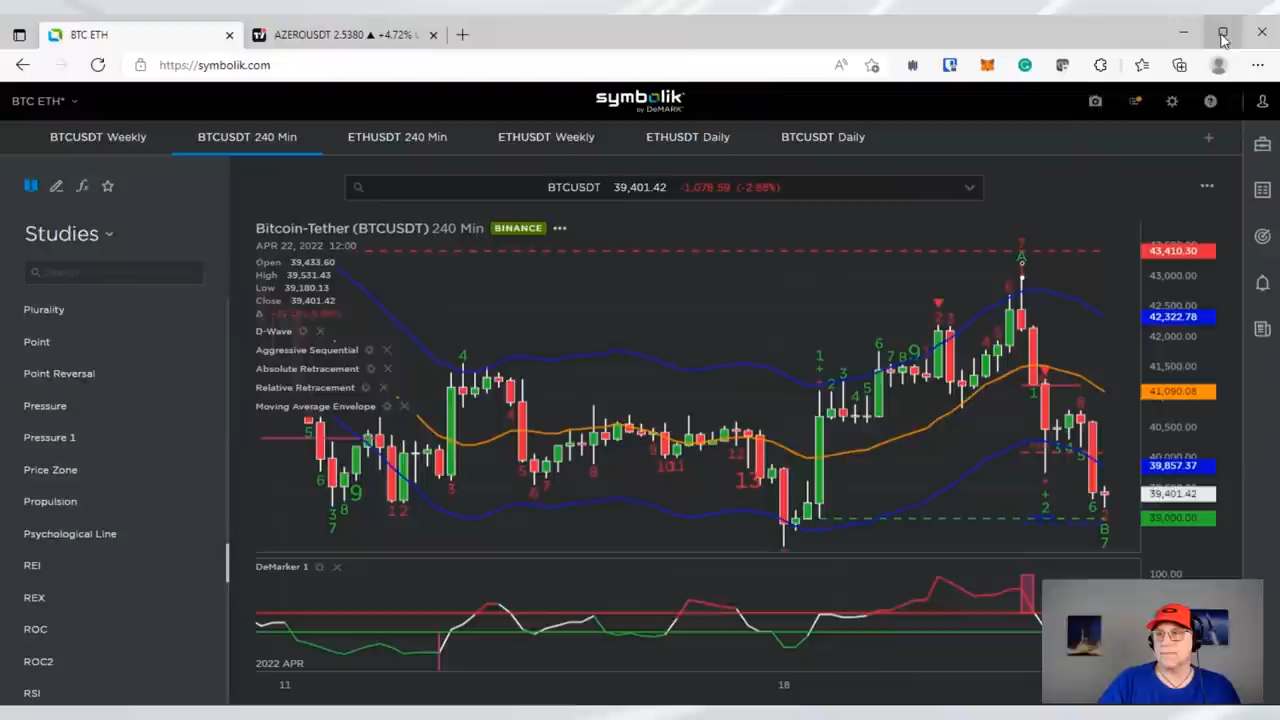 BTC ETH
AZEROUSDT 2.5380 ▲ +4.72%
https://symbolik.com
BTC ETH*
symbolik
by DeMARK
BTCUSDT Weekly
BTCUSDT 240 Min
ETHUSDT 240 Min
ETHUSDT Weekly
ETHUSDT Daily
BTCUSDT Daily
BTCUSDT 39,401.42 -1,078.59 (-2.66%)
Studies
Search
Plurality
Point
Point Reversal
Pressure
Pressure 1
Price Zone
Propulsion
Psychological Line
REI
REX
ROC
ROC2
RSI
Bitcoin-Tether (BTCUSDT) 240 Min BINANCE
APR 22, 2022 12:00
Open 39,433.60
High 39,531.43
Low 39,180.13
Close 39,401.42
D-Wave
Aggressive Sequential
Absolute Retracement
Relative Retracement
Moving Average Envelope
43,410.30
43,000.00
42,500.00
42,322.78
42,000.00
41,500.00
41,090.08
40,500.00
40,000.00
39,857.37
39,401.42
39,000.00
DeMarker 1
100.00
2022 APR
11
18